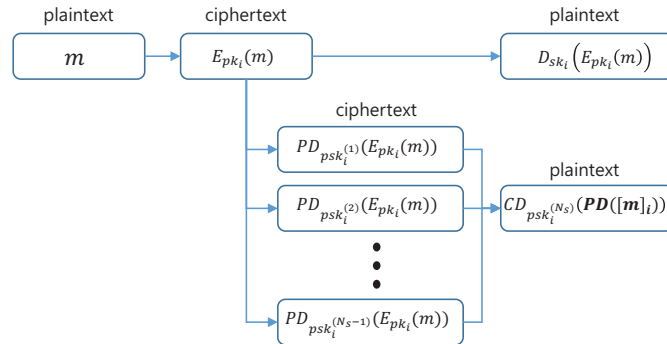 plaintext
ciphertext
plaintext
m
E_{pk_i}(m)
D_{sk_i}(E_{pk_i}(m))
ciphertext
PD_{psk_i^{(1)}}(E_{pk_i}(m))
plaintext
PD_{psk_i^{(2)}}(E_{pk_i}(m))
CD_{psk_i^{(N_s)}}(PD([m]_i))
PD_{psk_i^{(N_s-1)}}(E_{pk_i}(m))